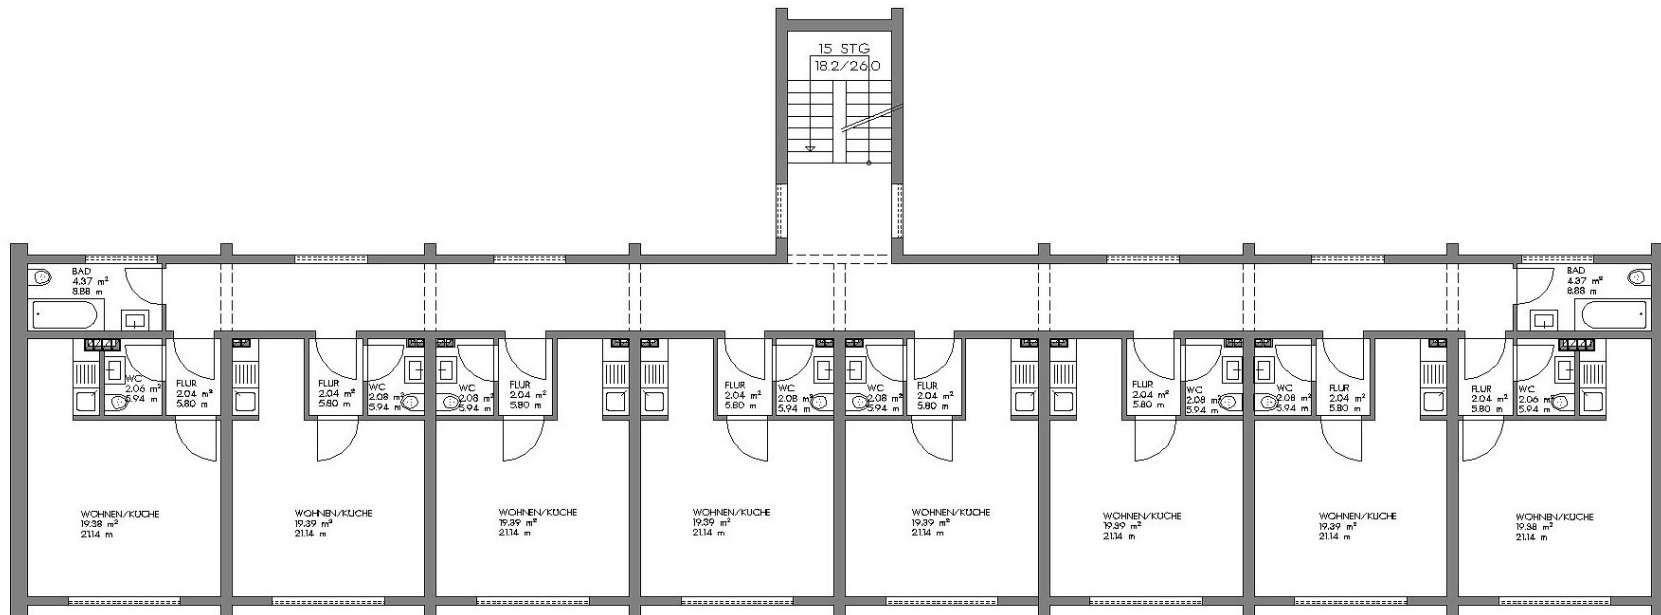 15 STG
18.2/26.0
BAD
4.37 m²
8.88 m
BAD
4.37 m²
8.88 m
WC
2.06 m²
5.94 m
FLUR
2.04 m²
5.80 m
FLUR
2.04 m²
5.80 m
WC
2.08 m²
5.94 m
WC
2.08 m²
5.94 m
FLUR
2.04 m²
5.80 m
FLUR
2.04 m²
5.80 m
WC
2.08 m²
5.94 m
WC
2.08 m²
5.94 m
FLUR
2.04 m²
5.80 m
FLUR
2.04 m²
5.80 m
WC
2.08 m²
5.94 m
WC
2.08 m²
5.94 m
FLUR
2.04 m²
5.80 m
FLUR
2.04 m²
5.80 m
WC
2.06 m²
5.94 m
WOHNEN/KÜCHE
19.38 m²
21.14 m
WOHNEN/KÜCHE
19.39 m²
21.14 m
WOHNEN/KÜCHE
19.39 m²
21.14 m
WOHNEN/KÜCHE
19.39 m²
21.14 m
WOHNEN/KÜCHE
19.39 m²
21.14 m
WOHNEN/KÜCHE
19.39 m²
21.14 m
WOHNEN/KÜCHE
19.39 m²
21.14 m
WOHNEN/KÜCHE
19.38 m²
21.14 m